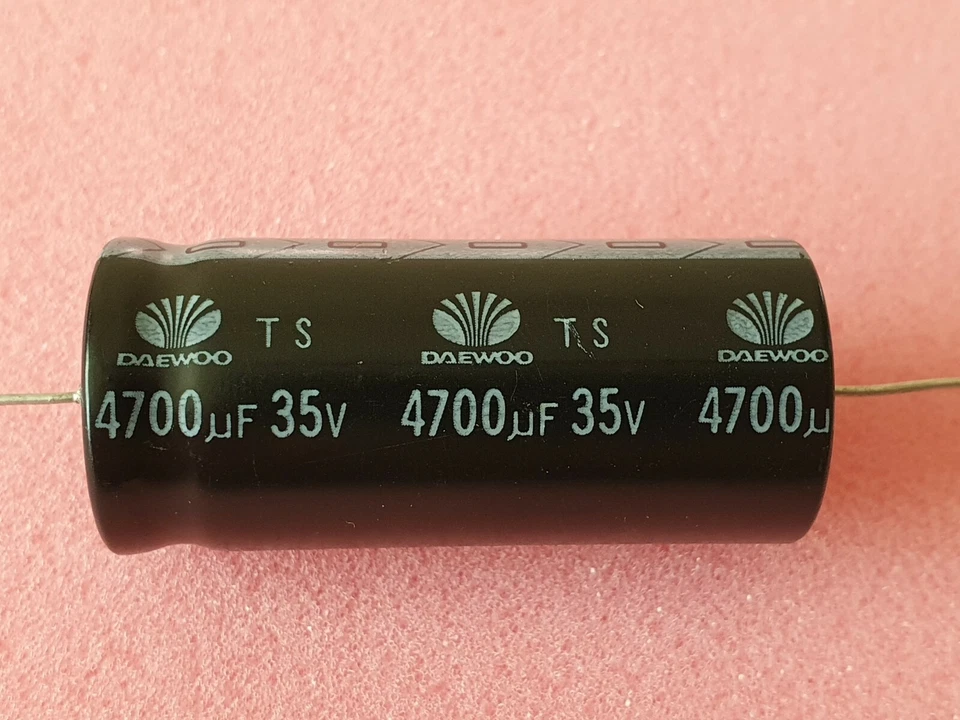 TS TS
DAEWOO DAEWOO DAEWOO
4700µF 35V 4700µF 35V 4700µ